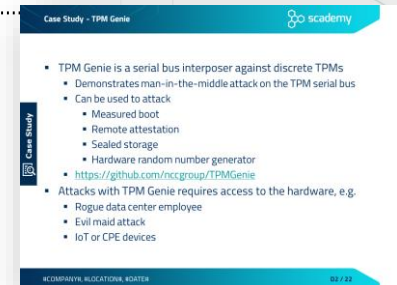 Case Study - TPM Genie
scademy
TPM Genie is a serial bus interposer against discrete TPMs
Demonstrates man-in-the-middle attack on the TPM serial bus
Can be used to attack
Measured boot
Remote attestation
Sealed storage
Hardware random number generator
https://github.com/nccgroup/TPMGenie
Attacks with TPM Genie requires access to the hardware, e.g.
Rogue data center employee
Evil maid attack
IoT or CPE devices
Case Study
#COMPANY#, #LOCATION#, #DATE#
02 / 22